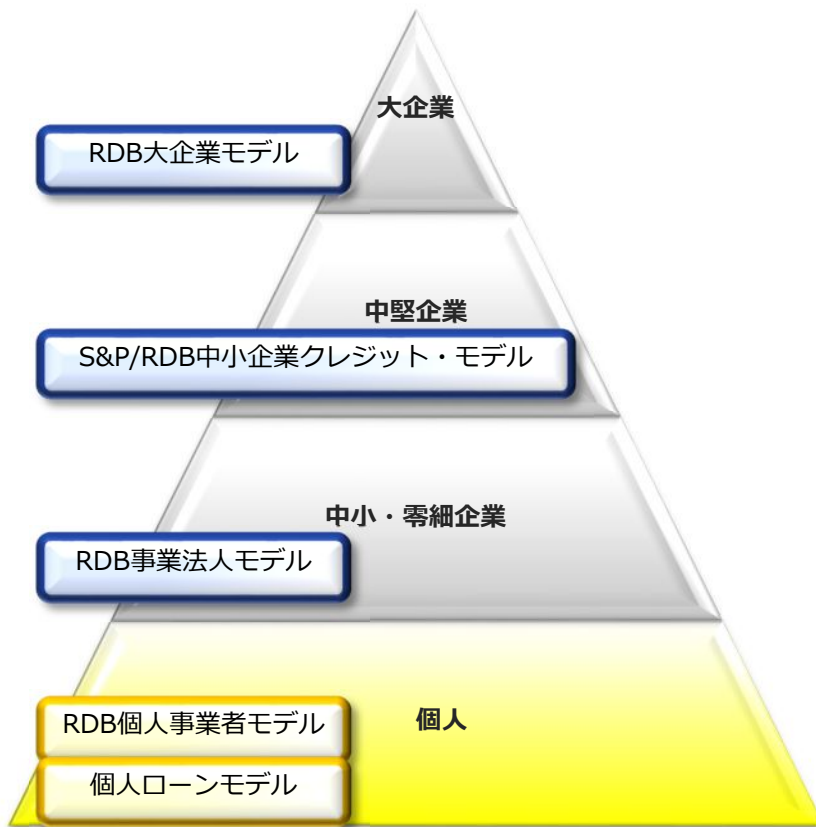 大企業
RDB大企業モデル
中堅企業
S&P/RDB中小企業クレジット・モデル
中小・零細企業
RDB事業法人モデル
RDB個人事業者モデル
個人
個人ローンモデル